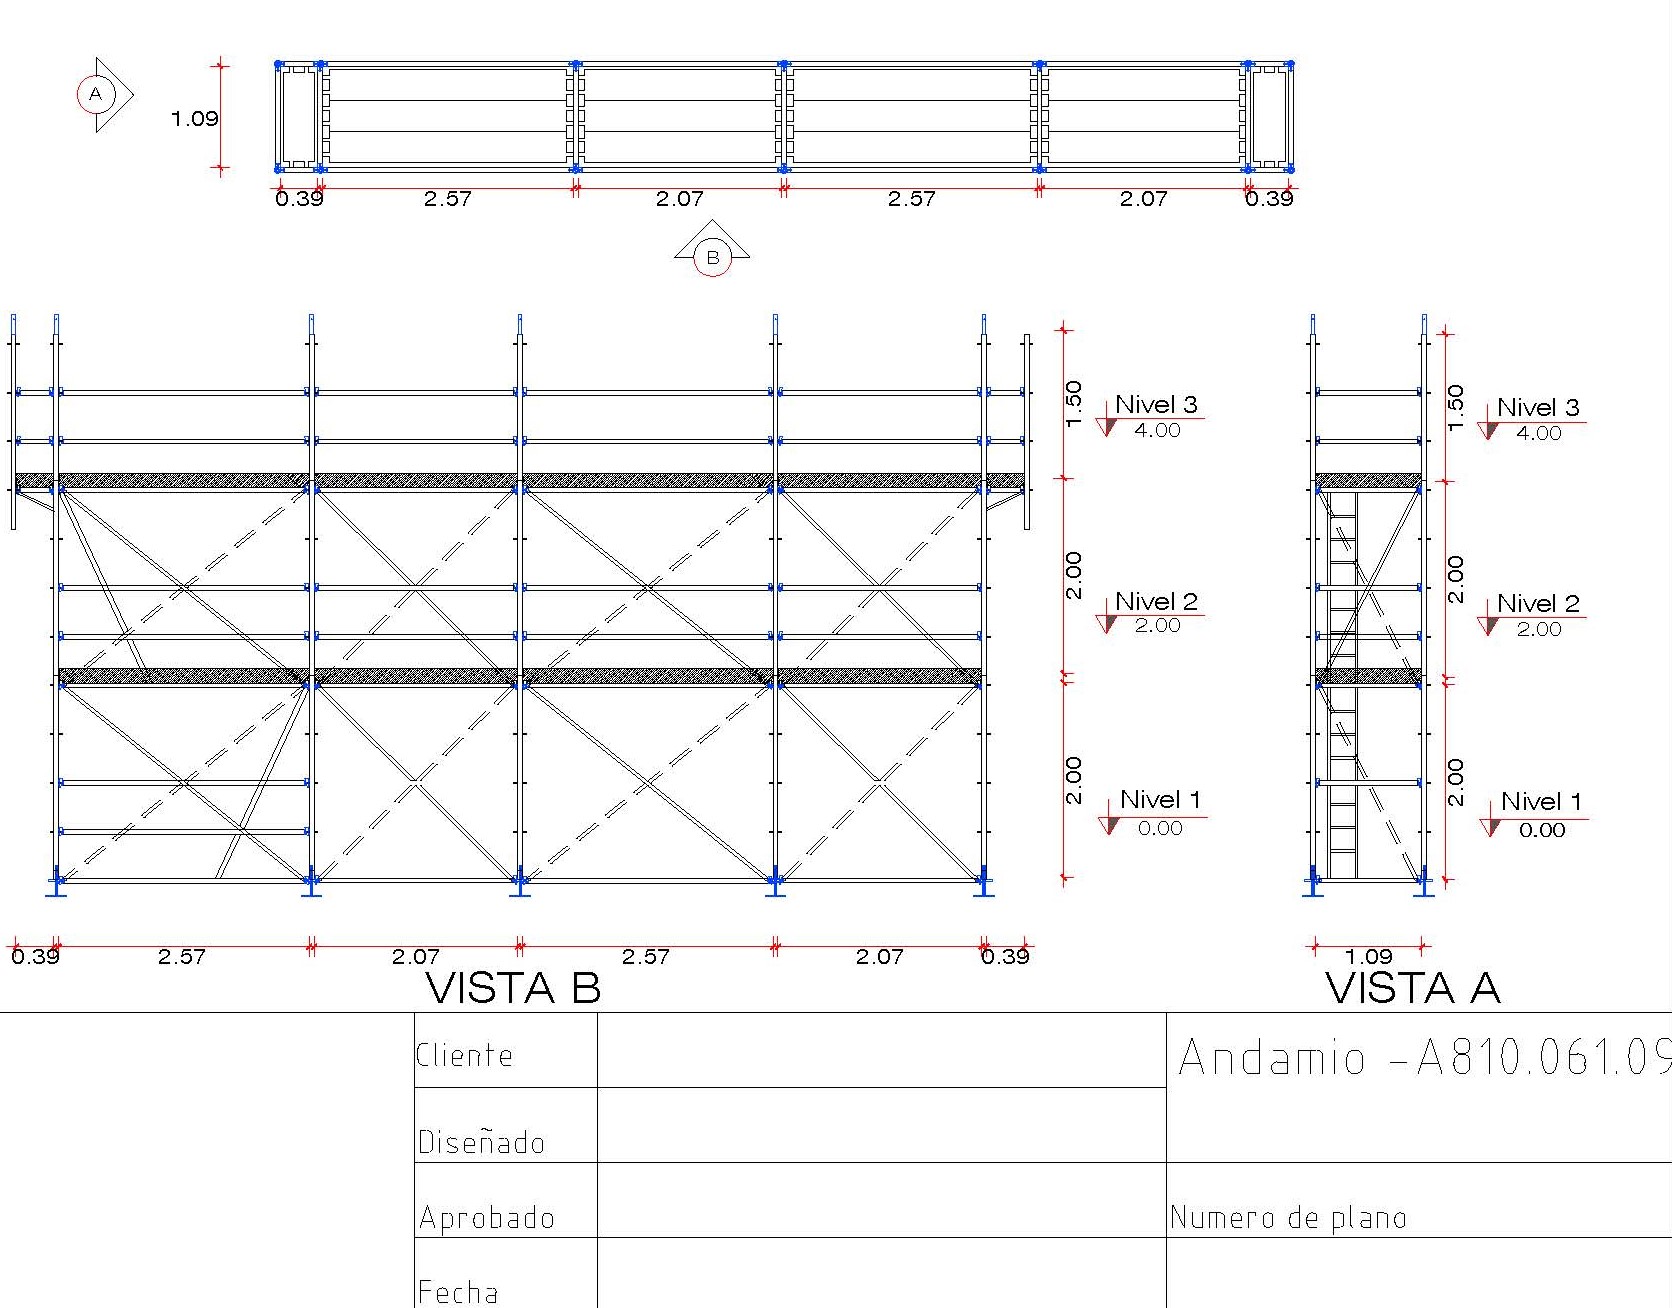 A
1.09
0.39 2.57 2.07 2.57 2.07 0.39
B
1.50
Nivel 3
4.00
2.00
Nivel 2
2.00
2.00
Nivel 1
0.00
1.50
Nivel 3
4.00
2.00
Nivel 2
2.00
2.00
Nivel 1
0.00
0.39 2.57 2.07 2.57 2.07 0.39
1.09
VISTA B
VISTA A
Cliente
Andamio -A810.061.09
Diseñado
Aprobado
Numero de plano
Fecha